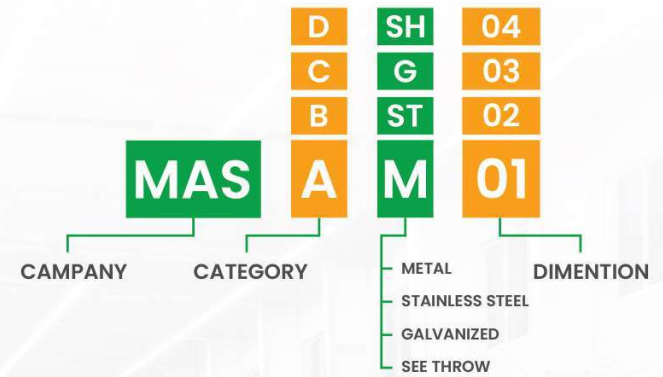 D SH 04
C G 03
B ST 02
MAS A M 01
CAMPANY CATEGORY METAL DIMENTION
STAINLESS STEEL
GALVANIZED
SEE THROW